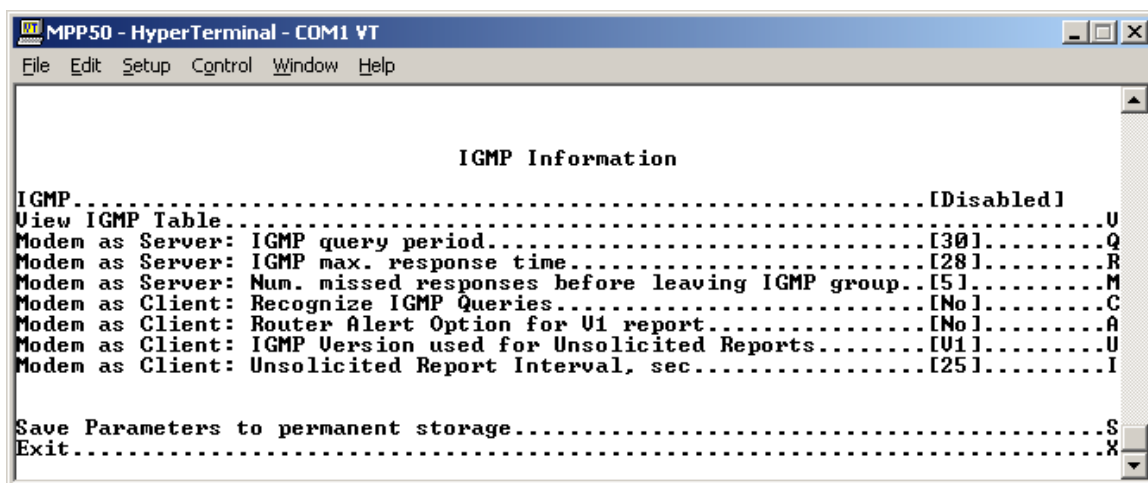 MPP50 - HyperTerminal - COM1 VT
File Edit Setup Control Window Help
IGMP Information
IGMP..............................................................[Disabled]
View IGMP Table.................................................................V
Modem as Server: IGMP query period................................[30].........Q
Modem as Server: IGMP max. response time..........................[28].........R
Modem as Server: Num. missed responses before leaving IGMP group..[5]..........M
Modem as Client: Recognize IGMP Queries...........................[No].........C
Modem as Client: Router Alert Option for V1 report................[No].........A
Modem as Client: IGMP Version used for Unsolicited Reports........[V1].........U
Modem as Client: Unsolicited Report Interval, sec.................[25].........I
Save Parameters to permanent storage...........................................S
Exit...........................................................................X